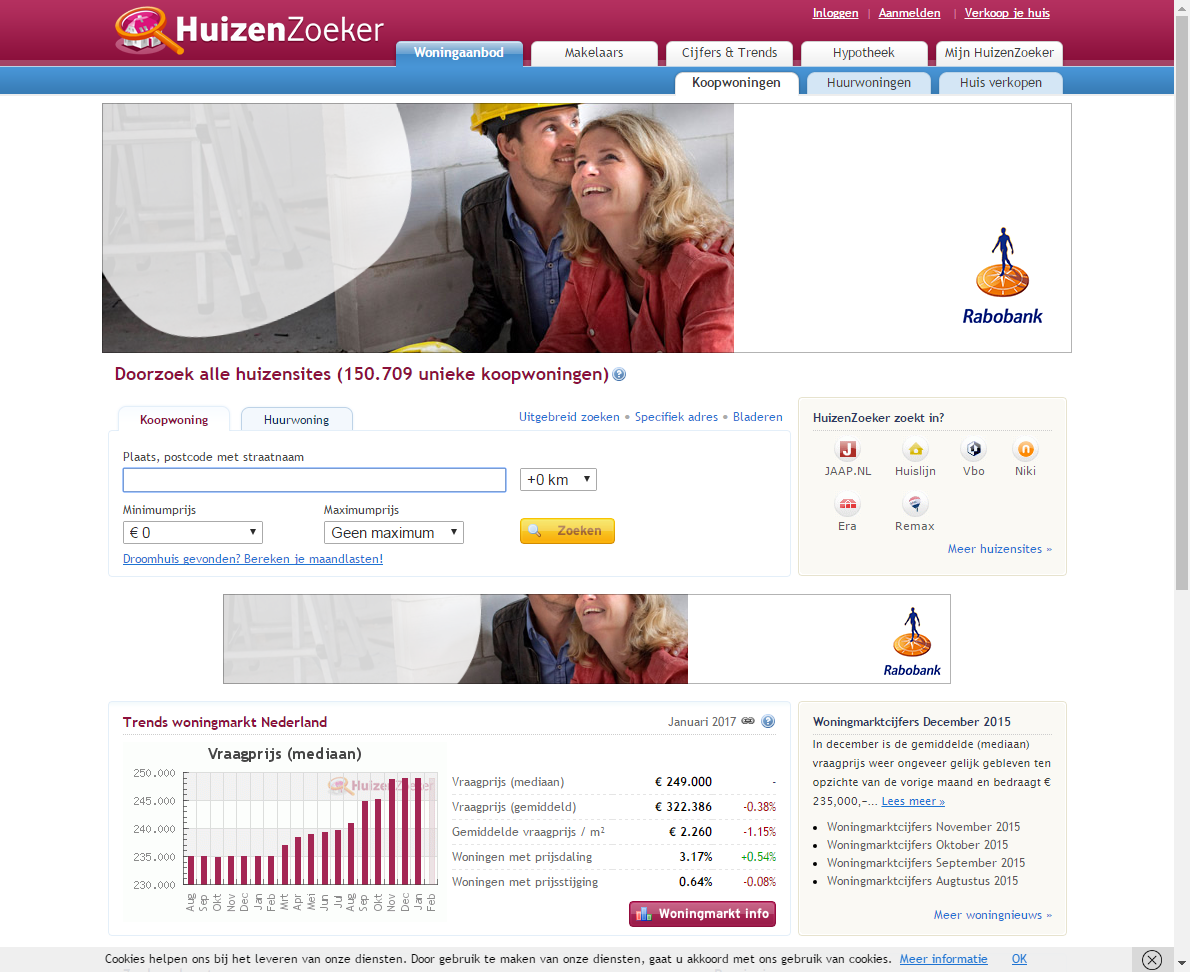 Inloggen | Aanmelden | Verkoop je huis
HuizenZoeker
Woningaanbod Makelaars Cijfers & Trends Hypotheek Mijn HuizenZoeker
Koopwoningen Huurwoningen Huis verkopen
Rabobank
Doorzoek alle huizensites (150.709 unieke koopwoningen) ?
Koopwoning Huurwoning Uitgebreid zoeken • Specifiek adres • Bladeren
Plaats, postcode met straatnaam
+0 km
Minimumprijs Maximumprijs
€ 0 Geen maximum Zoeken
Droomhuis gevonden? Bereken je maandlasten!
HuizenZoeker zoekt in?
JAAP.NL Huislijn Vbo Niki
Era Remax
Meer huizensites »
Rabobank
Trends woningmarkt Nederland Januari 2017 ?
Vraagprijs (mediaan)
HuizenZoeker
250.000
245.000
240.000
235.000
230.000
Aug Sep Okt Nov Dec Jan Feb Mrt Apr Mei Jun Jul Aug Sep Okt Nov Dec Jan Feb
Vraagprijs (mediaan) € 249.000 -
Vraagprijs (gemiddeld) € 322.386 -0.38%
Gemiddelde vraagprijs / m² € 2.260 -1.15%
Woningen met prijsdaling 3.17% +0.54%
Woningen met prijsstijging 0.64% -0.08%
Woningmarkt info
Woningmarktcijfers December 2015
In december is de gemiddelde (mediaan)
vraagprijs weer ongeveer gelijk gebleven ten
opzichte van de vorige maand en bedraagt €
235,000,-... Lees meer »
• Woningmarktcijfers November 2015
• Woningmarktcijfers Oktober 2015
• Woningmarktcijfers September 2015
• Woningmarktcijfers Augtustus 2015
Meer woningnieuws »
Cookies helpen ons bij het leveren van onze diensten. Door gebruik te maken van onze diensten, gaat u akkoord met ons gebruik van cookies. Meer informatie OK